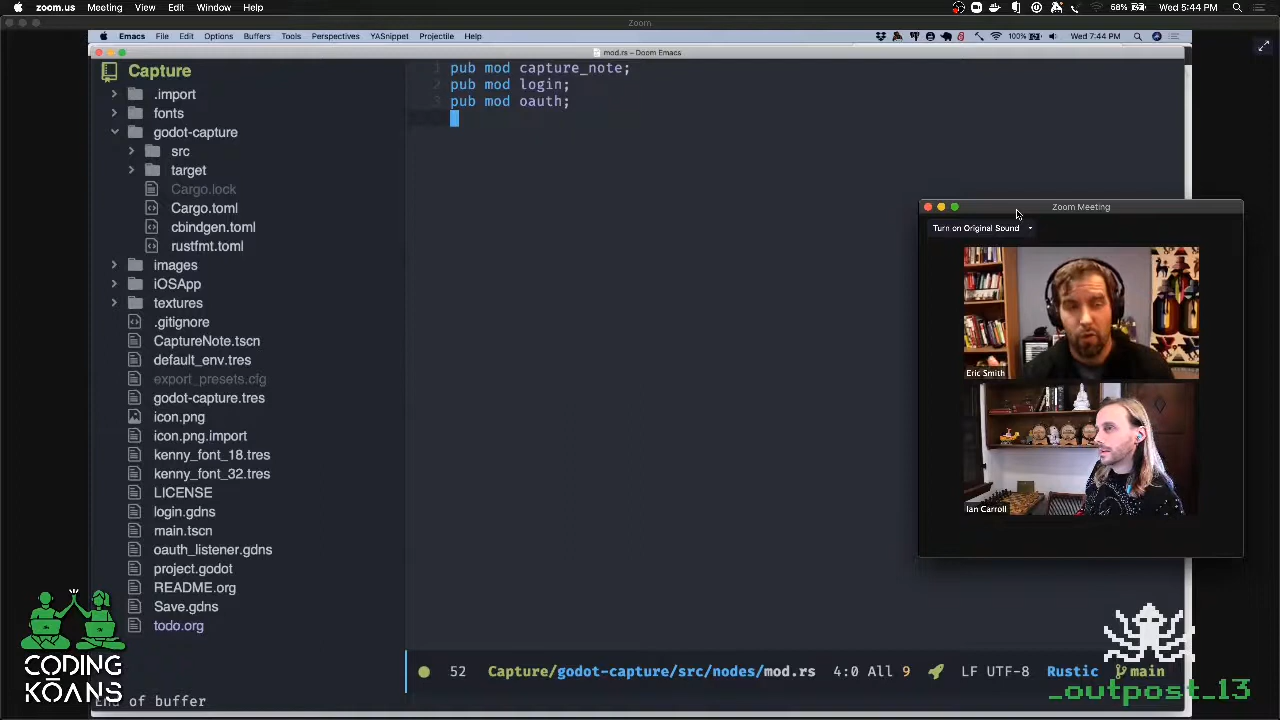 zoom.us Meeting View Edit Window Help
68% Wed 5:44 PM
Zoom
Emacs File Edit Options Buffers Tools Perspectives YASnippet Projectile Help
100% Wed 7:44 PM
mod.rs – Doom Emacs
Capture
.import
fonts
godot-capture
src
target
Cargo.lock
Cargo.toml
cbindgen.toml
rustfmt.toml
images
iOSApp
textures
.gitignore
CaptureNote.tscn
default_env.tres
export_presets.cfg
godot-capture.tres
icon.png
icon.png.import
kenny_font_18.tres
kenny_font_32.tres
LICENSE
login.gdns
main.tscn
oauth_listener.gdns
project.godot
README.org
Save.gdns
todo.org
1 pub mod capture_note;
2 pub mod login;
3 pub mod oauth;
Zoom Meeting
Turn on Original Sound
Eric Smith
Ian Carroll
52 Capture/godot-capture/src/nodes/mod.rs 4:0 All 9 LF UTF-8 Rustic main
End of buffer
CODING
KOANS
_outpost_13